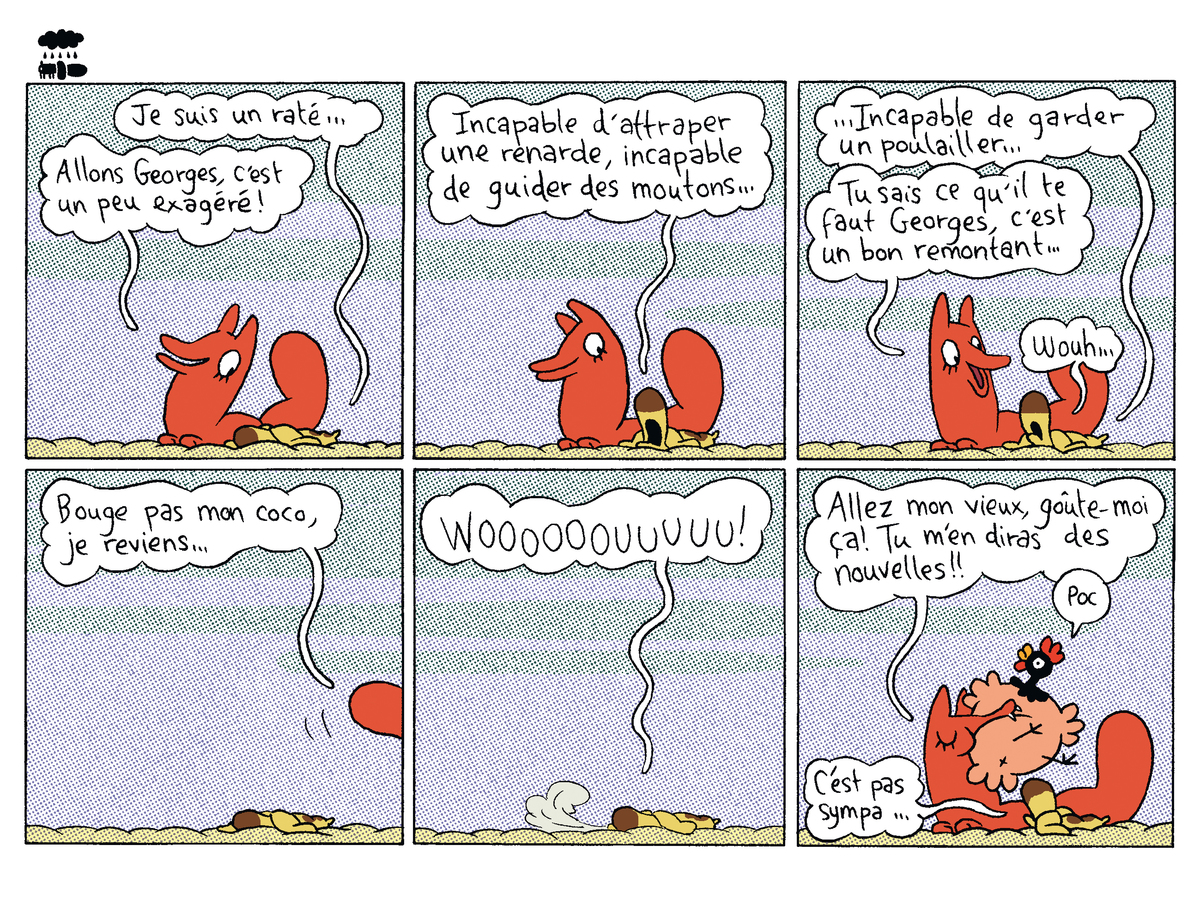 Je suis un raté...
Allons Georges, c'est
un peu exagéré !
Incapable d'attraper
une renarde, incapable
de guider des moutons...
...Incapable de garder
un poulailler...
Tu sais ce qu'il te
faut Georges, c'est
un bon remontant...
Wouh...
Bouge pas mon coco,
je reviens...
WOOOOOOUUUUUU!
Allez mon vieux, goûte-moi
ça! Tu m'en diras des
nouvelles!!
Poc
C'est pas
sympa ...